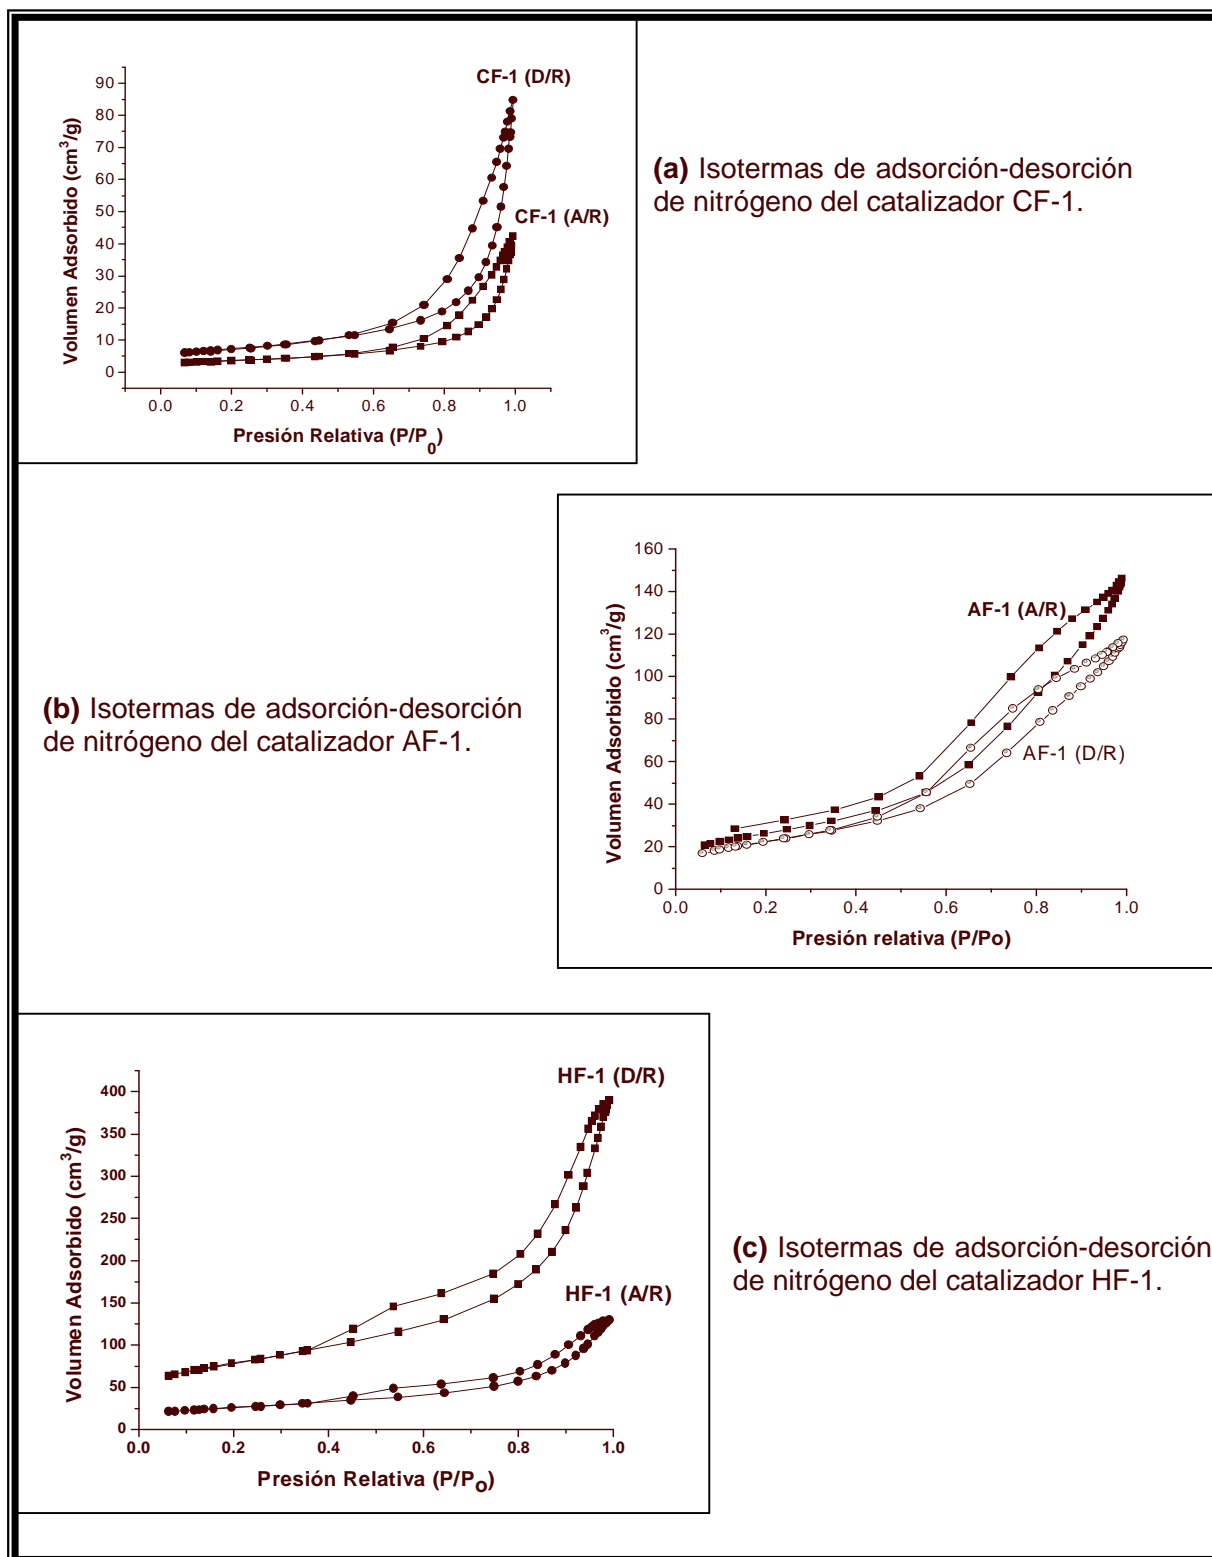 CF-1 (D/R)
CF-1 (A/R)
Volumen Adsorbido (cm³/g)
90
80
70
60
50
40
30
20
10
0
0.0 0.2 0.4 0.6 0.8 1.0
Presión Relativa (P/P₀)
(a) Isotermas de adsorción-desorción
de nitrógeno del catalizador CF-1.
(b) Isotermas de adsorción-desorción
de nitrógeno del catalizador AF-1.
AF-1 (A/R)
AF-1 (D/R)
Volumen Adsorbido (cm³/g)
160
140
120
100
80
60
40
20
0
0.0 0.2 0.4 0.6 0.8 1.0
Presión relativa (P/Po)
HF-1 (D/R)
HF-1 (A/R)
Volumen Adsorbido (cm³/g)
400
350
300
250
200
150
100
50
0
0.0 0.2 0.4 0.6 0.8 1.0
Presión Relativa (P/Po)
(c) Isotermas de adsorción-desorción
de nitrógeno del catalizador HF-1.